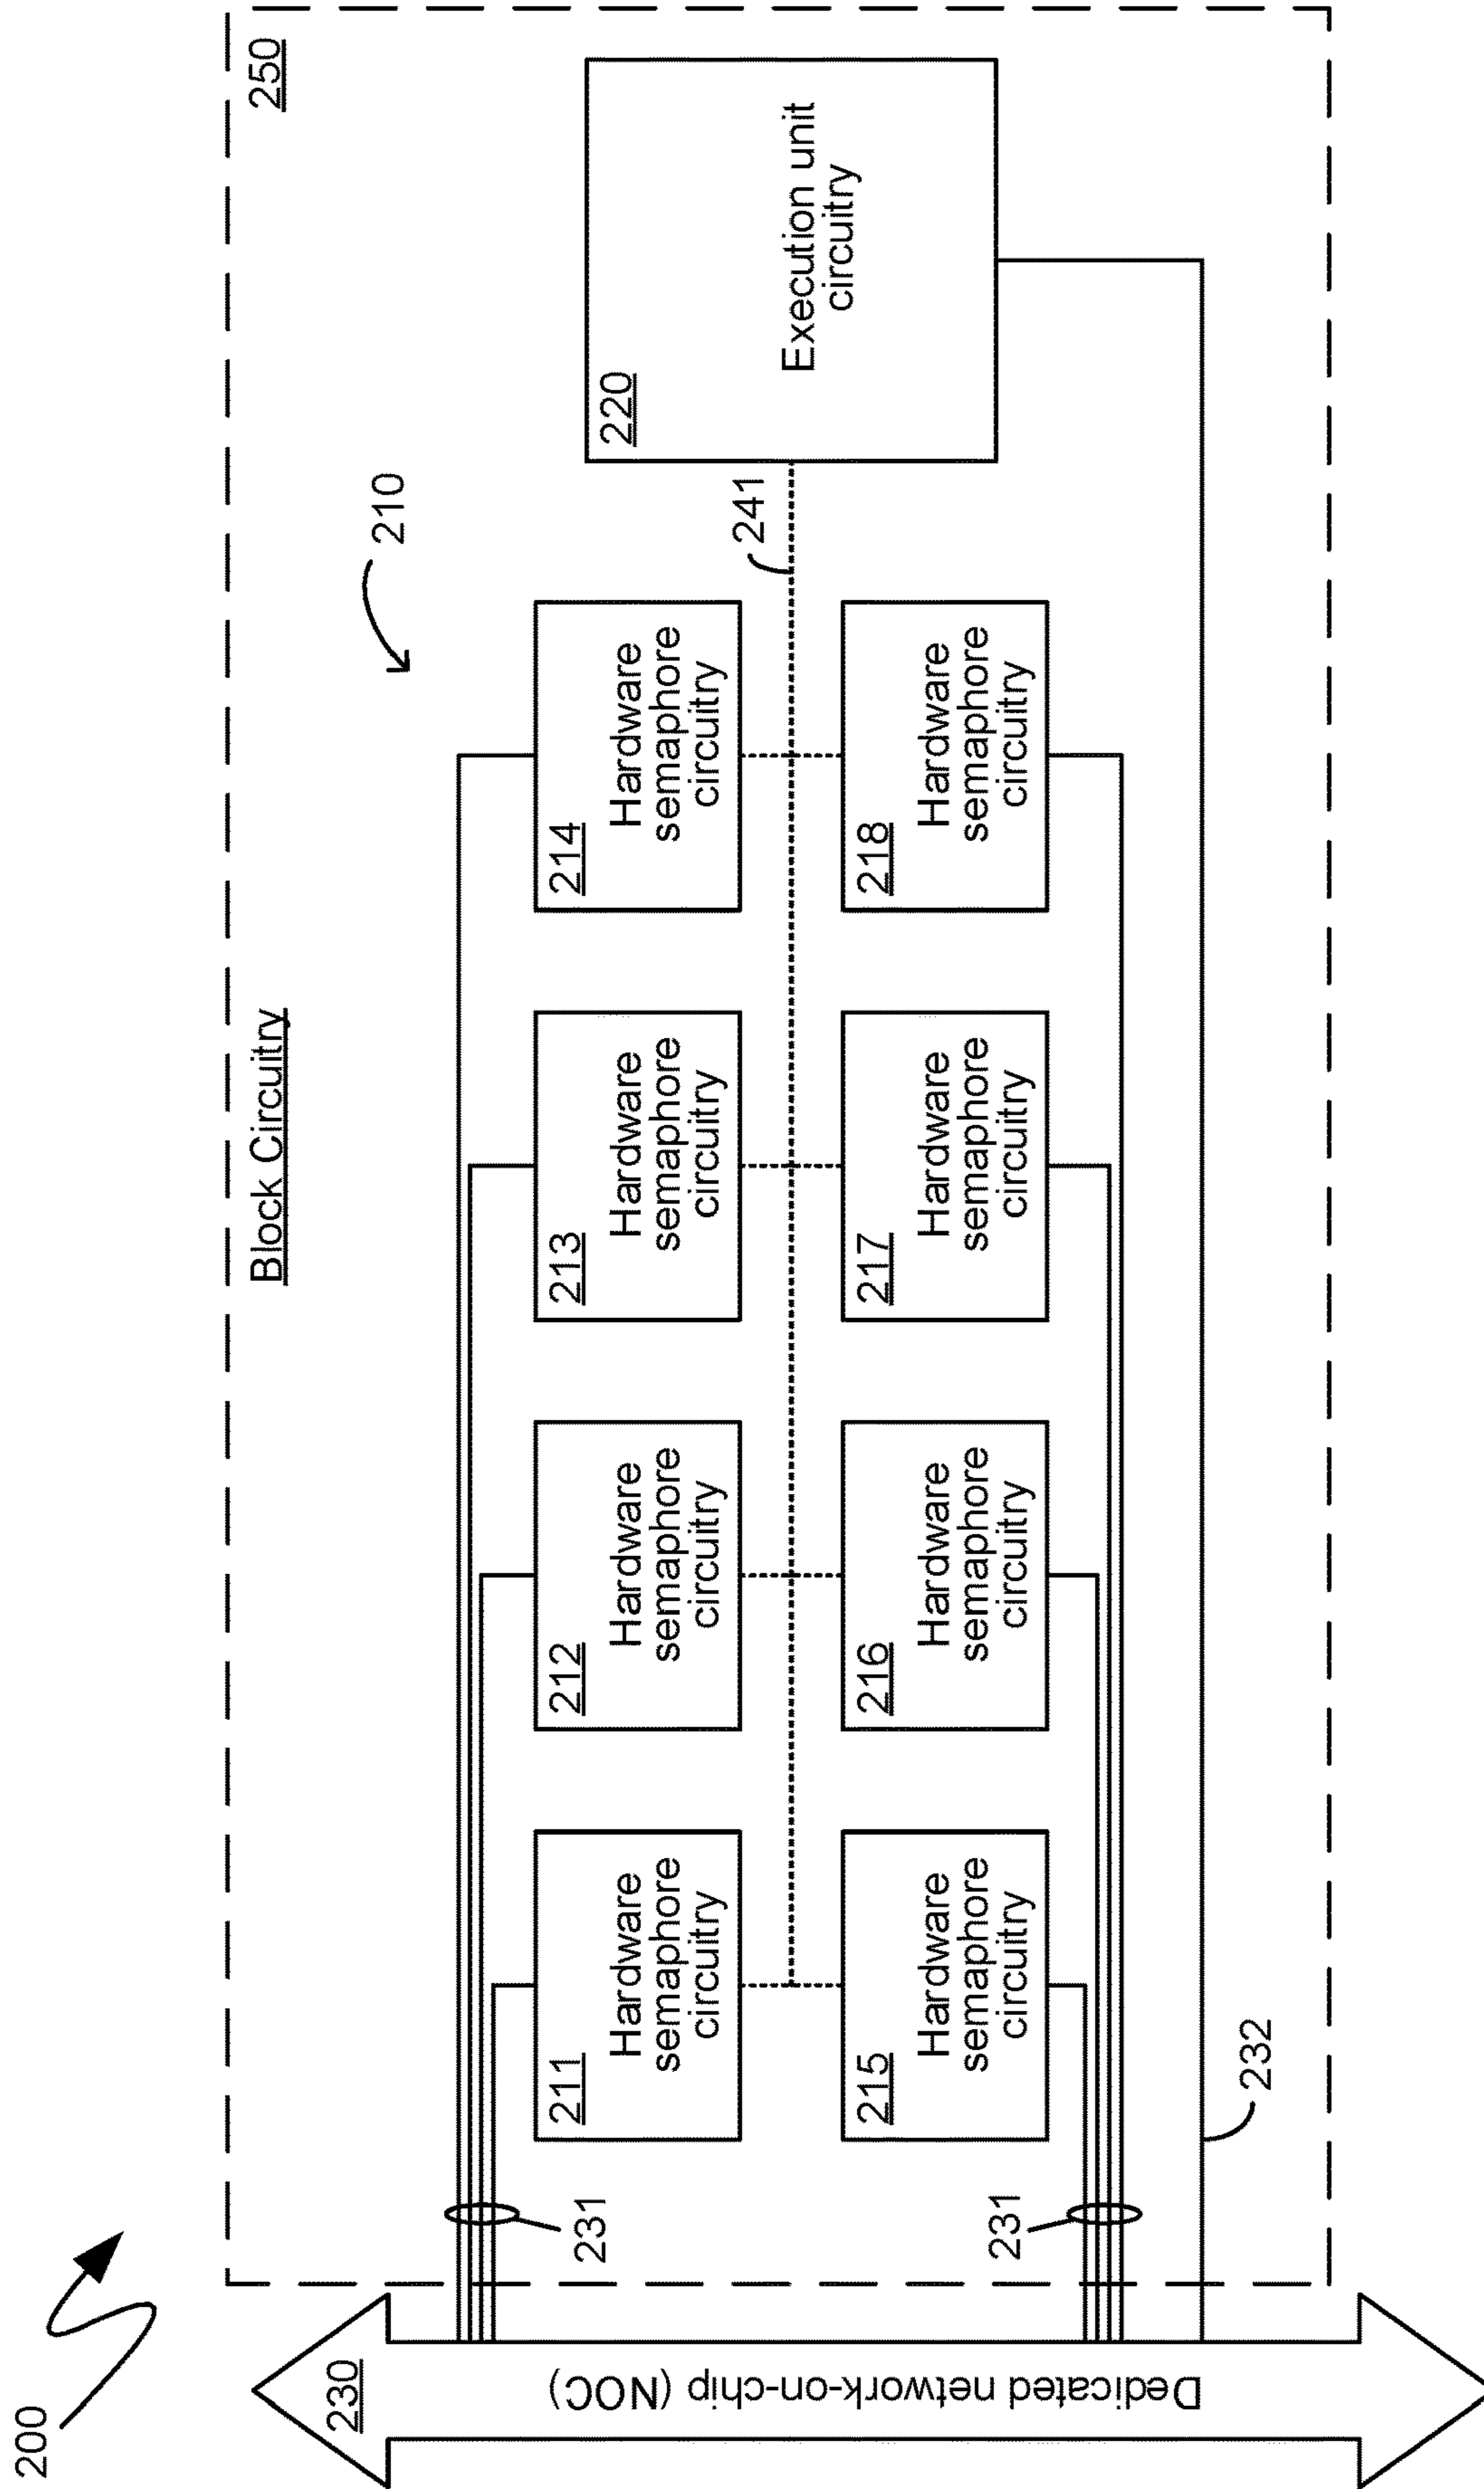 200
Block Circuitry
250
210
211
Hardware
semaphore
circuitry
212
Hardware
semaphore
circuitry
213
Hardware
semaphore
circuitry
214
Hardware
semaphore
circuitry
241
220
Execution unit
circuitry
215
Hardware
semaphore
circuitry
216
Hardware
semaphore
circuitry
217
Hardware
semaphore
circuitry
218
Hardware
semaphore
circuitry
231
231
232
230
Dedicated network-on-chip (NOC)